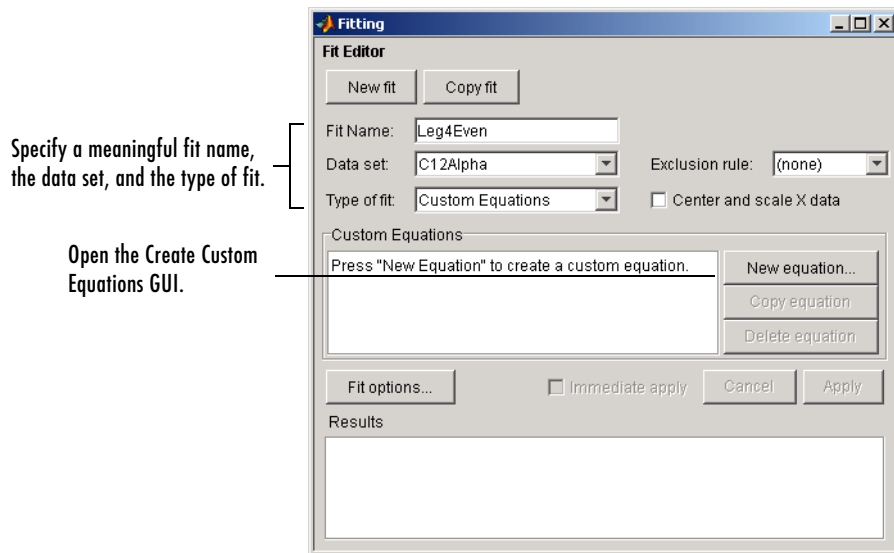 Fitting
Fit Editor
New fit
Copy fit
Specify a meaningful fit name,
the data set, and the type of fit.
Fit Name:
Leg4Even
Data set:
C12Alpha
Exclusion rule:
(none)
Type of fit:
Custom Equations
Center and scale X data
Open the Create Custom
Equations GUI.
Custom Equations
Press "New Equation" to create a custom equation.
New equation...
Copy equation
Delete equation
Fit options...
Immediate apply
Cancel
Apply
Results